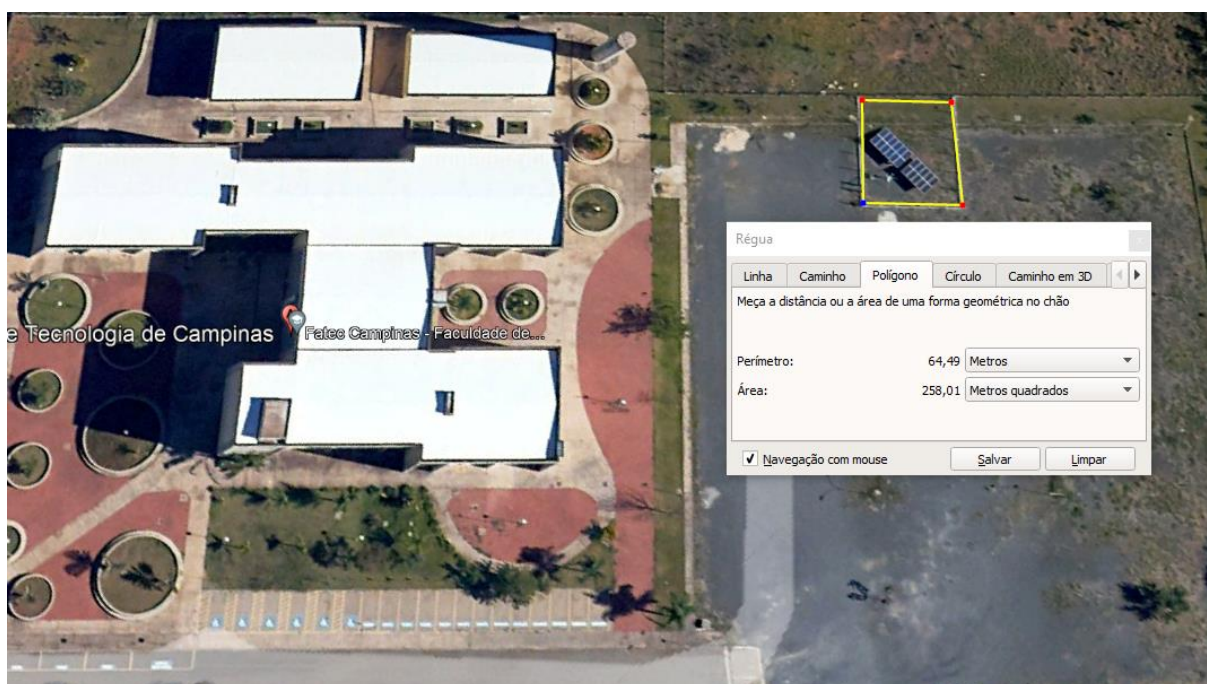 e Tecnologia de Campinas
Fatec Campinas - Faculdade de...
Régua
Linha Caminho Polígono Círculo Caminho em 3D
Meça a distância ou a área de uma forma geométrica no chão
Perímetro: 64,49 Metros
Área: 258,01 Metros quadrados
Navegação com mouse Salvar Limpar